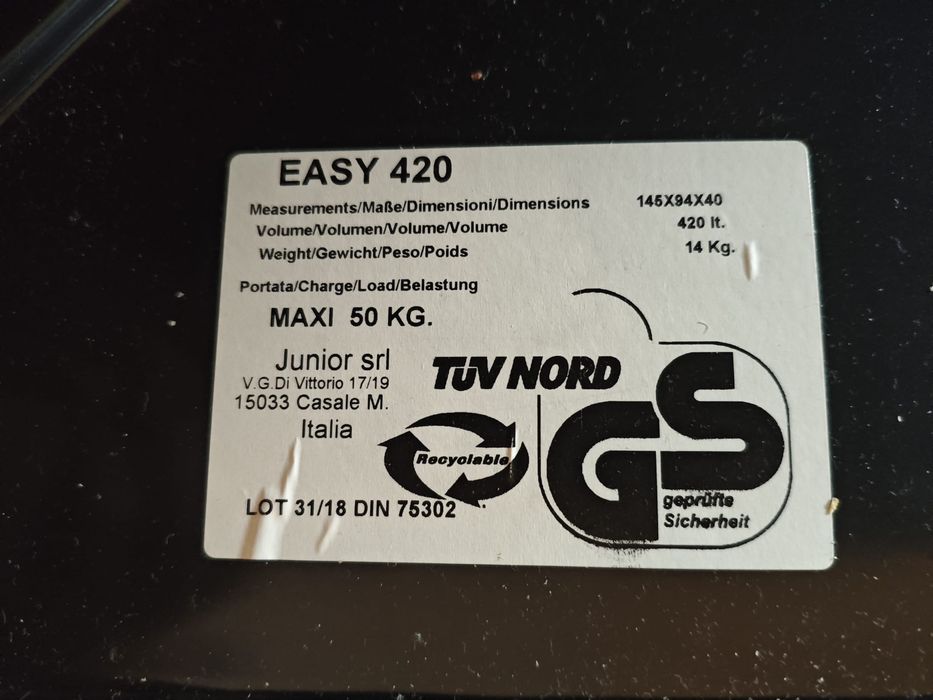 EASY 420
Measurements/Maße/Dimensioni/Dimensions 145X94X40
Volume/Volumen/Volume/Volume 420 lt.
Weight/Gewicht/Peso/Poids 14 Kg.
Portata/Charge/Load/Belastung
MAXI 50 KG.
Junior srl
V.G.Di Vittorio 17/19
15033 Casale M.
Italia
TÜV NORD
Recyclable
GS
geprüfte
Sicherheit
LOT 31/18 DIN 75302